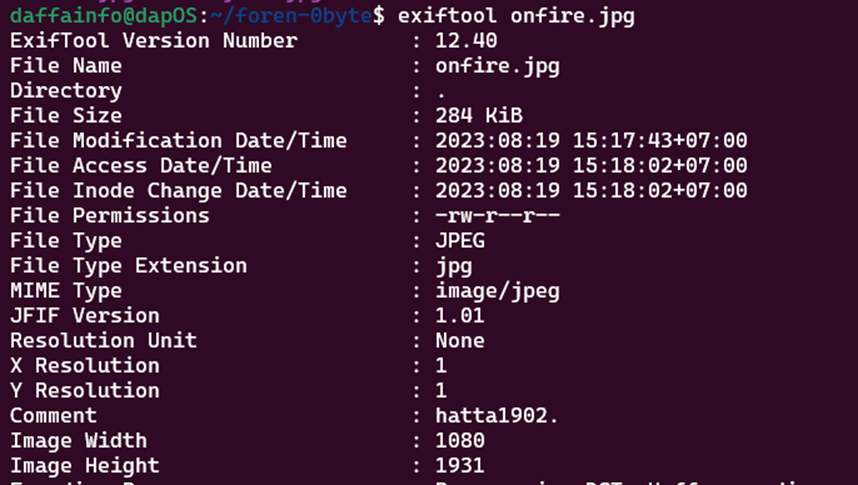 daffainfo@dapOS:~/foren-0byte$ exiftool onfire.jpg
ExifTool Version Number : 12.40
File Name : onfire.jpg
Directory : .
File Size : 284 KiB
File Modification Date/Time : 2023:08:19 15:17:43+07:00
File Access Date/Time : 2023:08:19 15:18:02+07:00
File Inode Change Date/Time : 2023:08:19 15:18:02+07:00
File Permissions : -rw-r--r--
File Type : JPEG
File Type Extension : jpg
MIME Type : image/jpeg
JFIF Version : 1.01
Resolution Unit : None
X Resolution : 1
Y Resolution : 1
Comment : hatta1902.
Image Width : 1080
Image Height : 1931